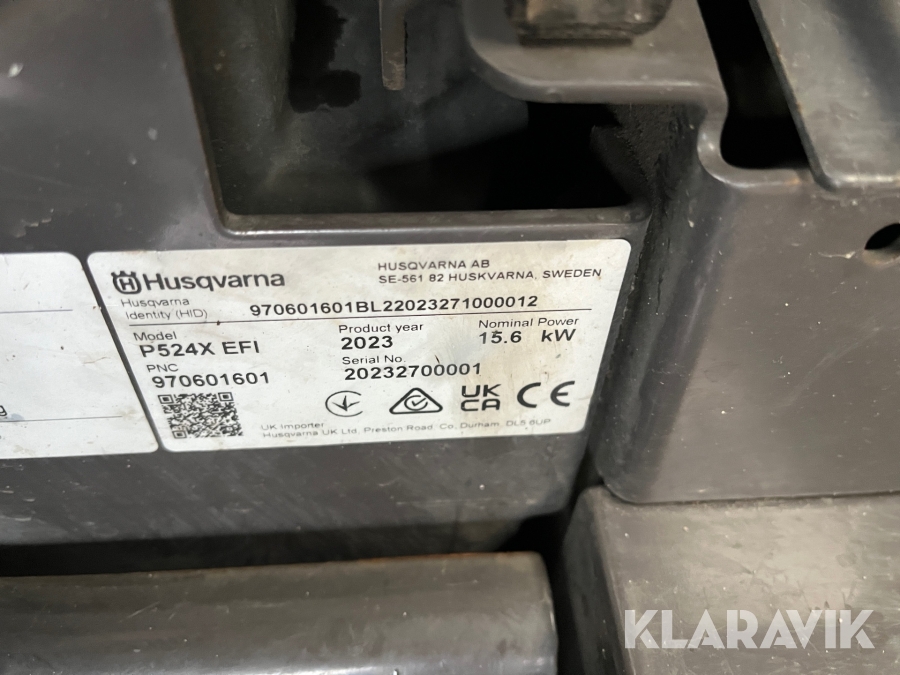 Husqvarna
HUSQVARNA AB
SE-561 82 HUSKVARNA, SWEDEN
Husqvarna
Identity (HID)
970601601BL22023271000012
Model
P524X EFI
Product year
2023
Nominal Power
15.6 kW
PNC
970601601
Serial No.
20232700001
UK
CA
CE
UK Importer
Husqvarna UK Ltd, Preston Road. Co, Durham, DL5 6UP
g
KLARAVIK